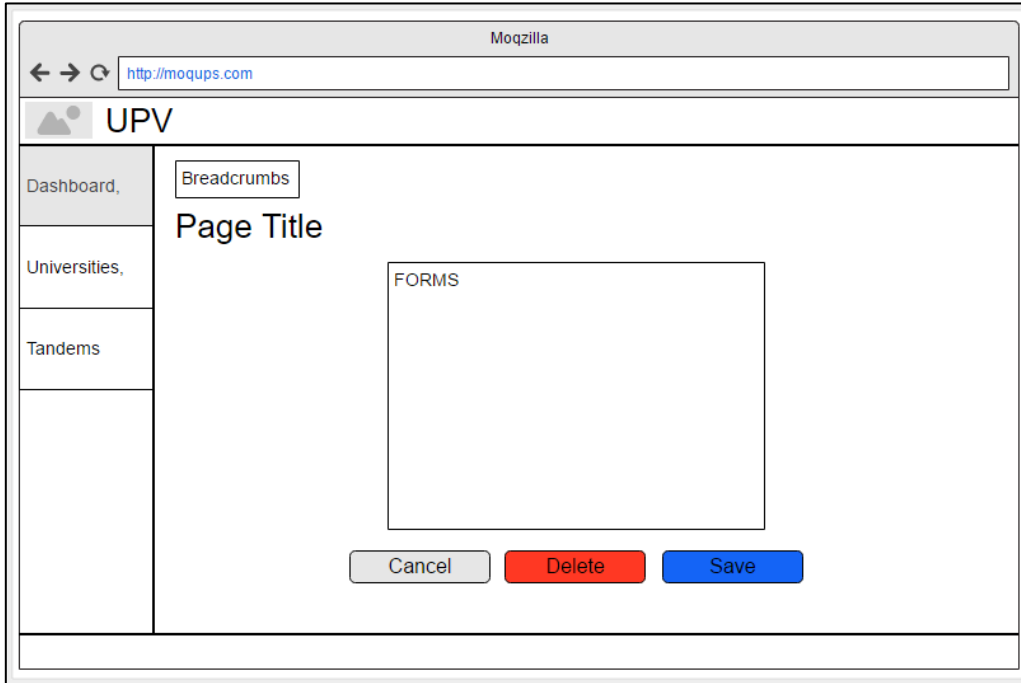 Moqzilla
http://moqups.com
UPV
Dashboard,
Universities,
Tandems
Breadcrumbs
Page Title
FORMS
Cancel
Delete
Save